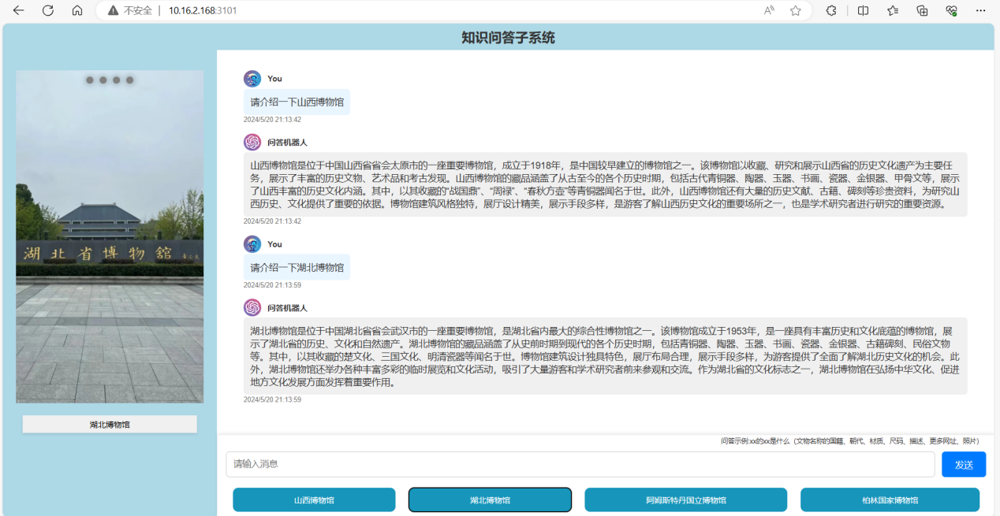 不安全 | 10.16.2.168:3101
知识问答子系统
湖北省博物馆
湖北博物馆
You
请介绍一下山西博物馆
2024/5/20 21:13:42
问答机器人
山西博物馆是位于中国山西省省会太原市的一座重要博物馆，成立于1918年，是中国较早建立的博物馆之一。该博物馆以收藏、研究和展示山西省的历史文化遗产为主要任
务，展示了丰富的历史文物、艺术品和考古发现。山西博物馆的藏品涵盖了从古至今的各个历史时期，包括古代青铜器、陶器、玉器、书画、瓷器、金银器、甲骨文等，展示
了山西丰富的历史文化内涵。其中，以其收藏的“战国鼎”、“周禄”、“春秋方壶”等青铜器闻名于世。此外，山西博物馆还有大量的历史文献、古籍、碑刻等珍贵资料，为研究山
西历史、文化提供了重要的依据。博物馆建筑风格独特，展厅设计精美，展示手段多样，是游客了解山西历史文化的重要场所之一，也是学术研究者进行研究的重要资源。
2024/5/20 21:13:42
You
请介绍一下湖北博物馆
2024/5/20 21:13:59
问答机器人
湖北博物馆是位于中国湖北省省会武汉市的一座重要博物馆，是湖北省内最大的综合性博物馆之一。该博物馆成立于1953年，是一座具有丰富历史和文化底蕴的博物馆，展
示了湖北省的历史、文化和自然遗产。湖北博物馆的藏品涵盖了从史前时期到现代的各个历史时期，包括青铜器、陶器、玉器、书画、瓷器、金银器、古籍碑刻、民俗文物
等。其中，以其收藏的楚文化、三国文化、明清瓷器等闻名于世。博物馆建筑设计独具特色，展厅布局合理，展示手段多样，为游客提供了全面了解湖北历史文化的机会。此
外，湖北博物馆还举办各种丰富多彩的临时展览和文化活动，吸引了大量游客和学术研究者前来参观和交流。作为湖北省的文化标志之一，湖北博物馆在弘扬中华文化、促进
地方文化发展方面发挥着重要作用。
2024/5/20 21:13:59
问答示例:xx的xx是什么（文物名称的国籍、朝代、材质、尺码、描述、更多网址、照片）
请输入消息
发送
山西博物馆
湖北博物馆
阿姆斯特丹国立博物馆
柏林国家博物馆